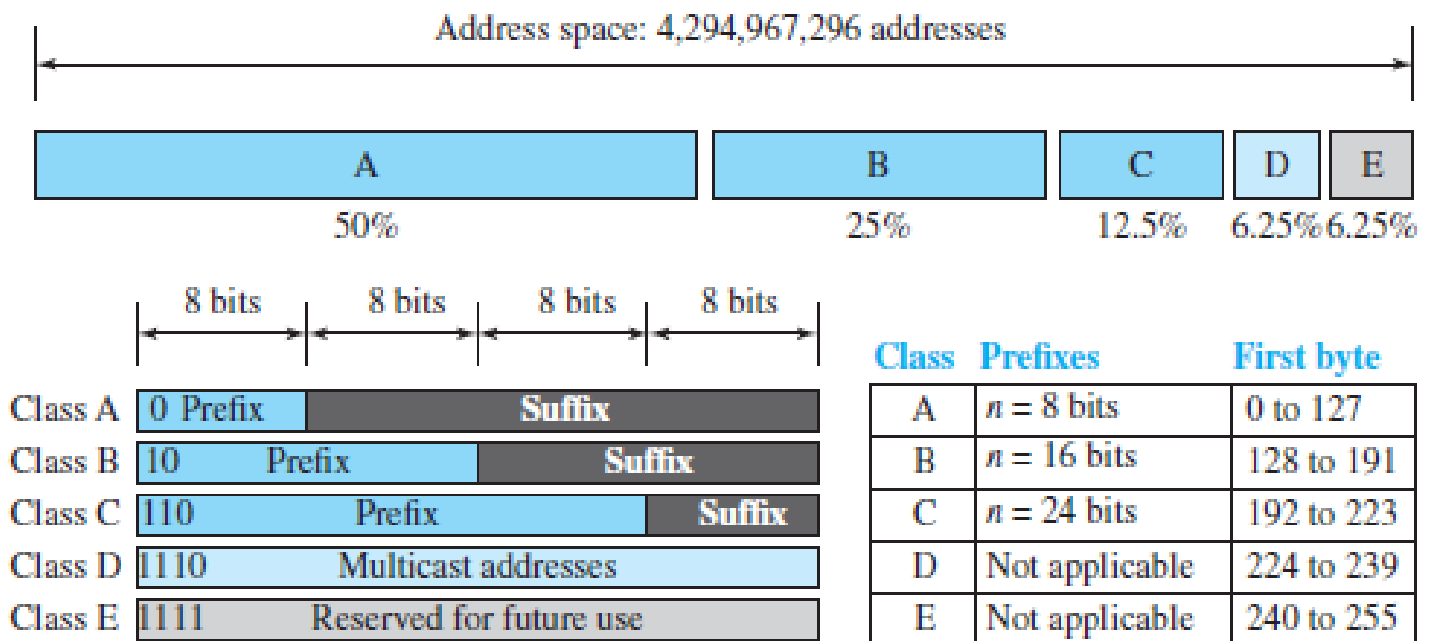 Address space: 4,294,967,296 addresses
A B C D E
50% 25% 12.5% 6.25% 6.25%
8 bits 8 bits 8 bits 8 bits
Class Prefixes First byte
Class A 0 Prefix Suffix
A n = 8 bits 0 to 127
Class B 10 Prefix Suffix
B n = 16 bits 128 to 191
Class C 110 Prefix Suffix
C n = 24 bits 192 to 223
Class D 1110 Multicast addresses
D Not applicable 224 to 239
Class E 1111 Reserved for future use
E Not applicable 240 to 255